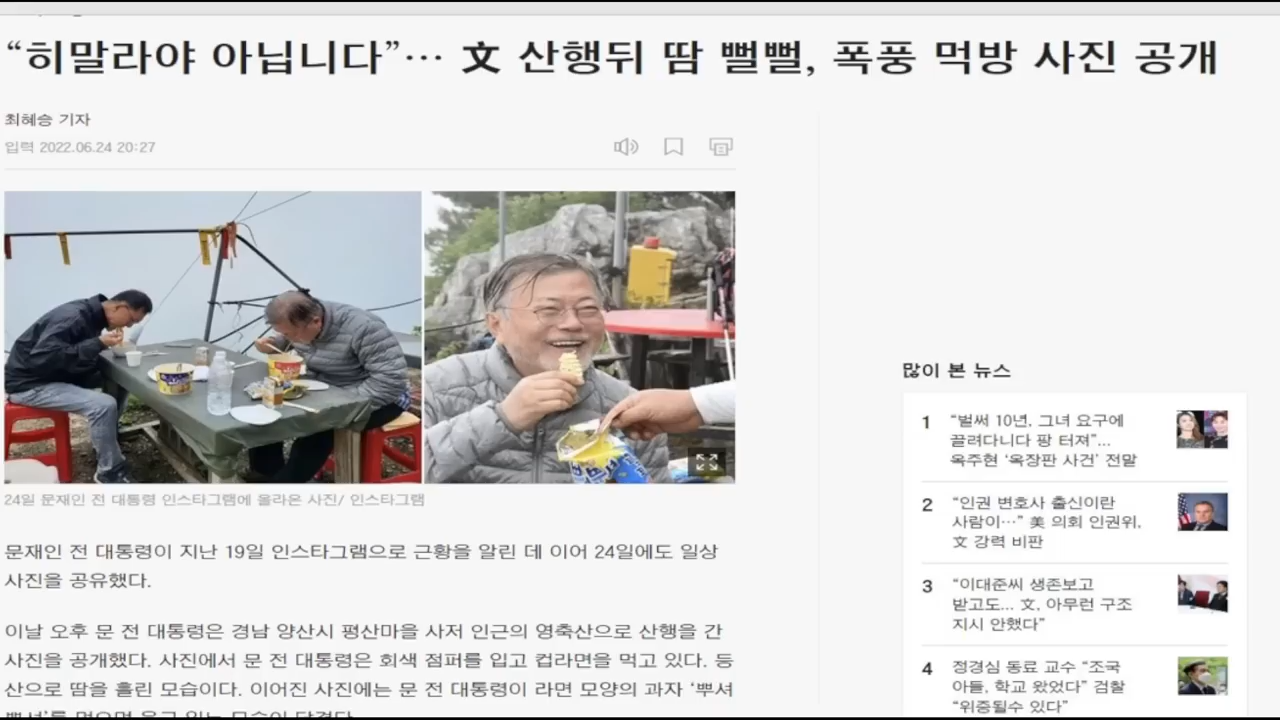 “히말라야 아닙니다”… 文 산행뒤 땀 뻘뻘, 폭풍 먹방 사진 공개
최혜승 기자
입력 2022.06.24 20:27
24일 문재인 전 대통령 인스타그램에 올라온 사진/ 인스타그램
문재인 전 대통령이 지난 19일 인스타그램으로 근황을 알린 데 이어 24일에도 일상
사진을 공유했다.
이날 오후 문 전 대통령은 경남 양산시 평산마을 사저 인근의 영축산으로 산행을 간
사진을 공개했다. 사진에서 문 전 대통령은 회색 점퍼를 입고 컵라면을 먹고 있다. 등
산으로 땀을 흘린 모습이다. 이어진 사진에는 문 전 대통령이 라면 모양의 과자 ‘뿌셔
많이 본 뉴스
1 “벌써 10년, 그녀 요구에
끌려다니다 팡 터져”...
옥주현 ‘옥장판 사건’ 전말
2 “인권 변호사 출신이란
사람이…” 美 의회 인권위,
文 강력 비판
3 “이대준씨 생존보고
받고도... 文, 아무런 구조
지시 안했다”
4 정경심 동료 교수 “조국
아들, 학교 왔었다” 검찰
“위증될수 있다”